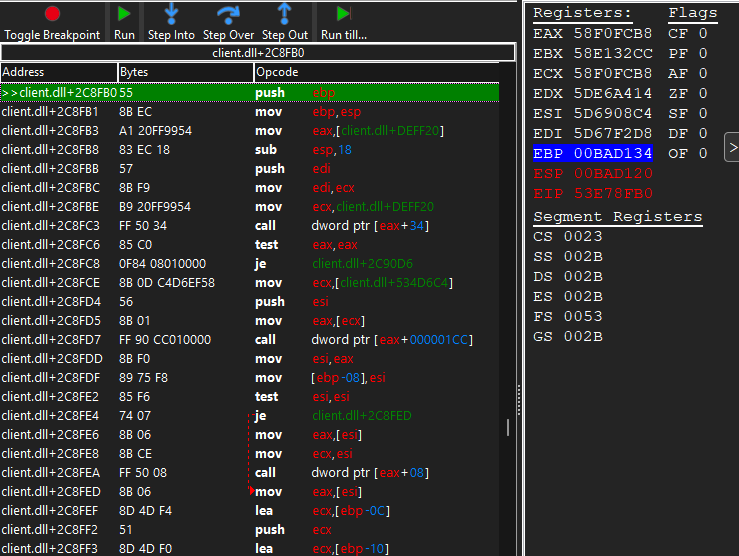 Toggle Breakpoint Run Step Into Step Over Step Out Run till...
client.dll+2C8FB0
Address Bytes Opcode
>>client.dll+2C8FB0 55 push ebp
client.dll+2C8FB1 8B EC mov ebp,esp
client.dll+2C8FB3 A1 20FF9954 mov eax,[client.dll+DEFF20]
client.dll+2C8FB8 83 EC 18 sub esp,18
client.dll+2C8FBB 57 push edi
client.dll+2C8FBC 8B F9 mov edi,ecx
client.dll+2C8FBE B9 20FF9954 mov ecx,client.dll+DEFF20
client.dll+2C8FC3 FF 50 34 call dword ptr [eax+34]
client.dll+2C8FC6 85 C0 test eax,eax
client.dll+2C8FC8 0F84 08010000 je client.dll+2C90D6
client.dll+2C8FCE 8B 0D C4D6EF58 mov ecx,[client.dll+534D6C4]
client.dll+2C8FD4 56 push esi
client.dll+2C8FD5 8B 01 mov eax,[ecx]
client.dll+2C8FD7 FF 90 CC010000 call dword ptr [eax+000001CC]
client.dll+2C8FDD 8B F0 mov esi,eax
client.dll+2C8FDF 89 75 F8 mov [ebp-08],esi
client.dll+2C8FE2 85 F6 test esi,esi
client.dll+2C8FE4 74 07 je client.dll+2C8FED
client.dll+2C8FE6 8B 06 mov eax,[esi]
client.dll+2C8FE8 8B CE mov ecx,esi
client.dll+2C8FEA FF 50 08 call dword ptr [eax+08]
client.dll+2C8FED 8B 06 mov eax,[esi]
client.dll+2C8FEF 8D 4D F4 lea ecx,[ebp-0C]
client.dll+2C8FF2 51 push ecx
client.dll+2C8FF3 8D 4D F0 lea ecx,[ebp-10]
Registers: Flags
EAX 58F0FCB8 CF 0
EBX 58E132CC PF 0
ECX 58F0FCB8 AF 0
EDX 5DE6A414 ZF 0
ESI 5D6908C4 SF 0
EDI 5D67F2D8 DF 0
EBP 00BAD134 OF 0
ESP 00BAD120
EIP 53E78FB0
Segment Registers
CS 0023
SS 002B
DS 002B
ES 002B
FS 0053
GS 002B
>